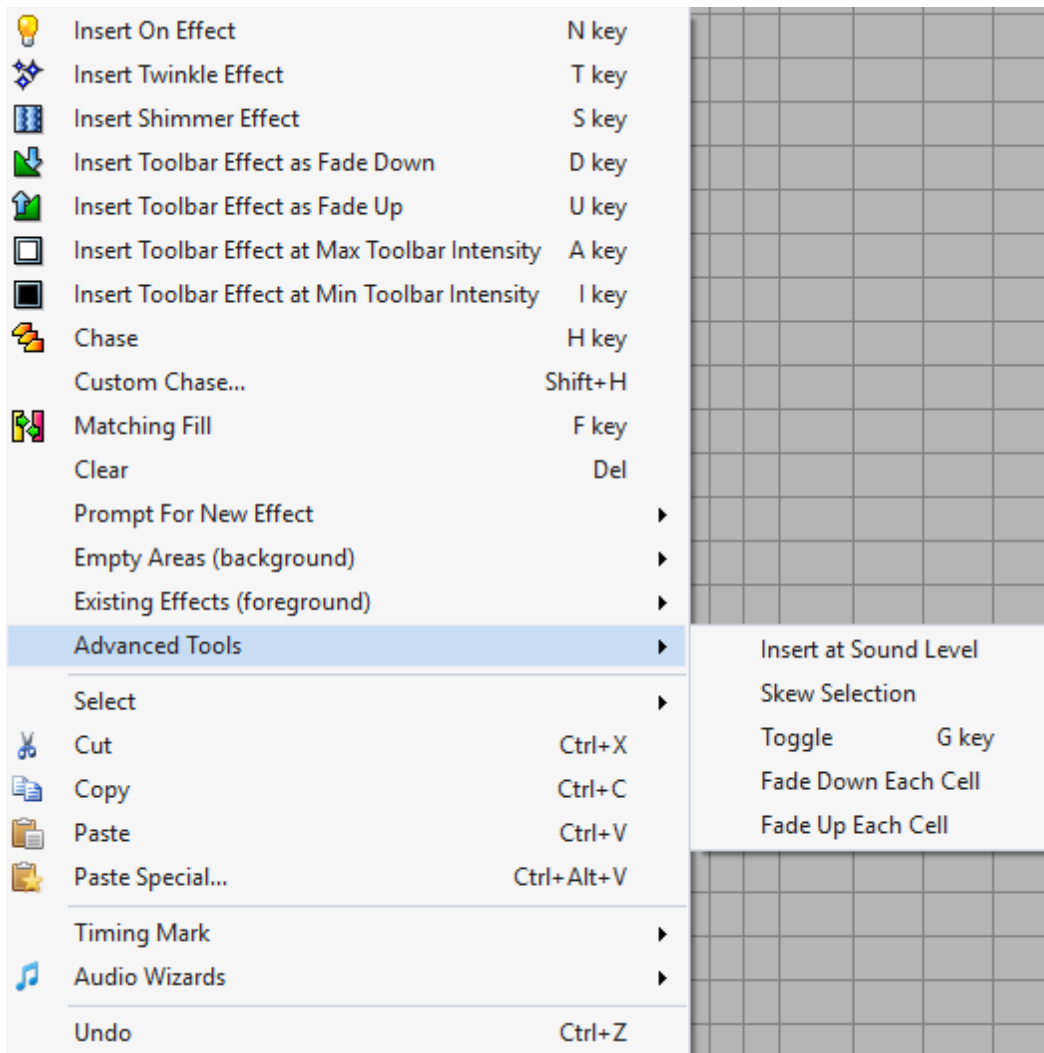 Insert On Effect N key
Insert Twinkle Effect T key
Insert Shimmer Effect S key
Insert Toolbar Effect as Fade Down D key
Insert Toolbar Effect as Fade Up U key
Insert Toolbar Effect at Max Toolbar Intensity A key
Insert Toolbar Effect at Min Toolbar Intensity I key
Chase H key
Custom Chase... Shift+H
Matching Fill F key
Clear Del
Prompt For New Effect
Empty Areas (background)
Existing Effects (foreground)
Advanced Tools
Insert at Sound Level
Skew Selection
Toggle G key
Fade Down Each Cell
Fade Up Each Cell
Select
Cut Ctrl+X
Copy Ctrl+C
Paste Ctrl+V
Paste Special... Ctrl+Alt+V
Timing Mark
Audio Wizards
Undo Ctrl+Z